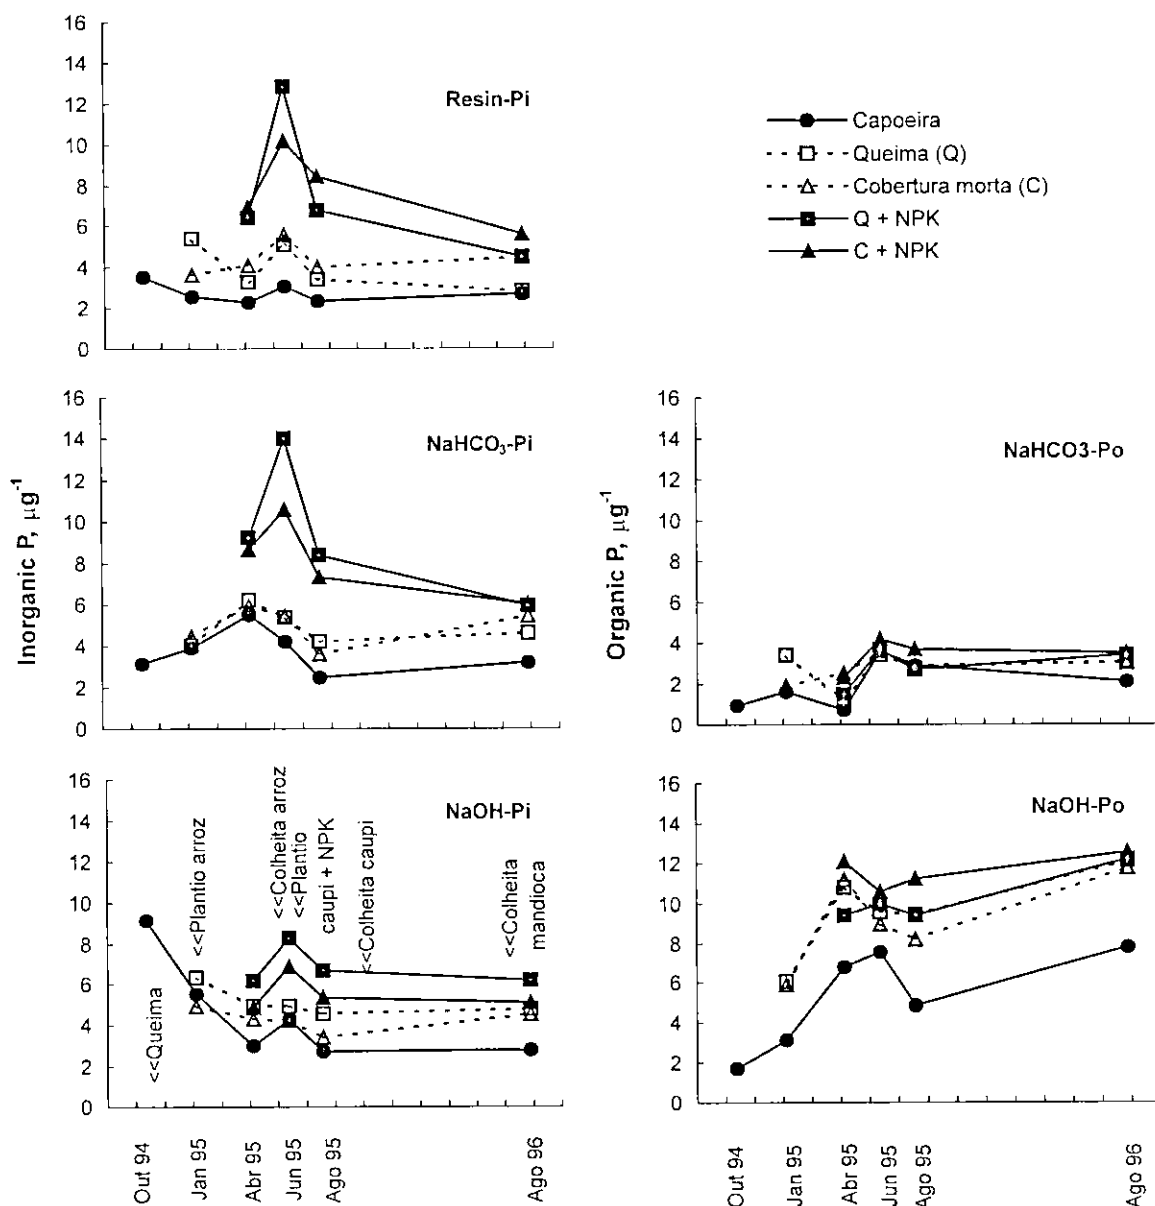 16
14
12
10
8
6
4
2
0
Resin-Pi
Capoeira
Queima (Q)
Cobertura morta (C)
Q + NPK
C + NPK
Inorganic P, µg⁻¹
16
14
12
10
8
6
4
2
0
NaHCO₃-Pi
Organic P, µg⁻¹
16
14
12
10
8
6
4
2
0
NaHCO3-Po
16
14
12
10
8
6
4
2
0
NaOH-Pi
<<Queima
<<Plantio arroz
<<Colheita arroz
<<Plantio
caupi + NPK
<<Colheita caupi
<<Colheita
mandioca
Out 94
Jan 95
Abr 95
Jun 95
Ago 95
Ago 96
16
14
12
10
8
6
4
2
0
NaOH-Po
Out 94
Jan 95
Abr 95
Jun 95
Ago 95
Ago 96